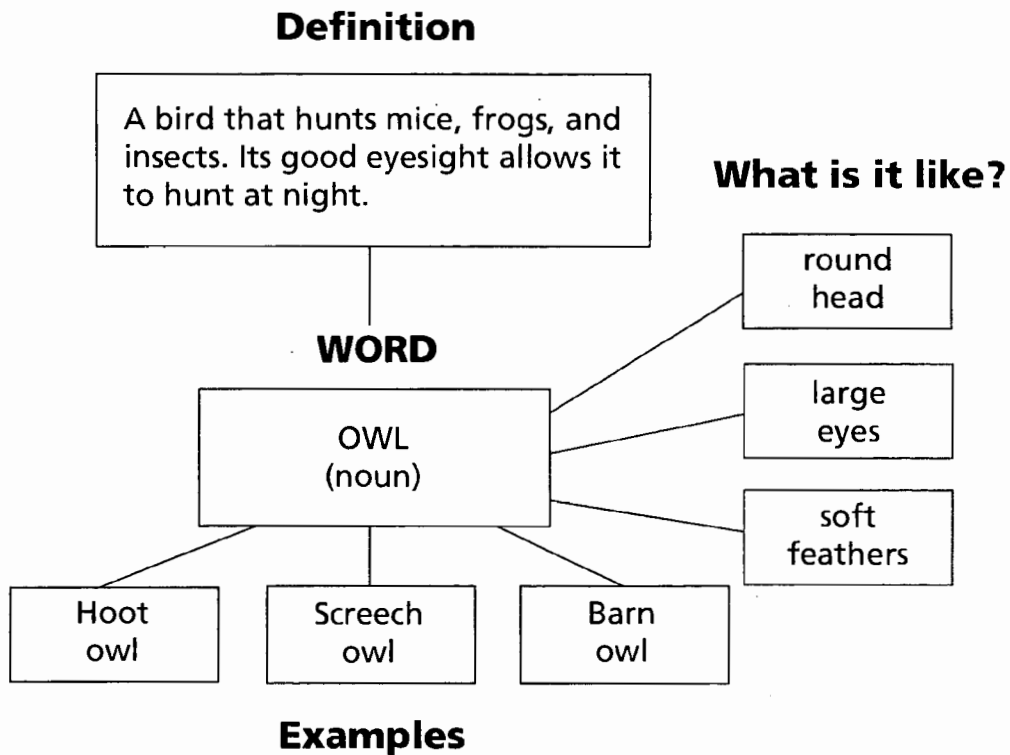 Definition
A bird that hunts mice, frogs, and
insects. Its good eyesight allows it
to hunt at night.
What is it like?
round
head
large
eyes
soft
feathers
WORD
OWL
(noun)
Hoot
owl
Screech
owl
Barn
owl
Examples